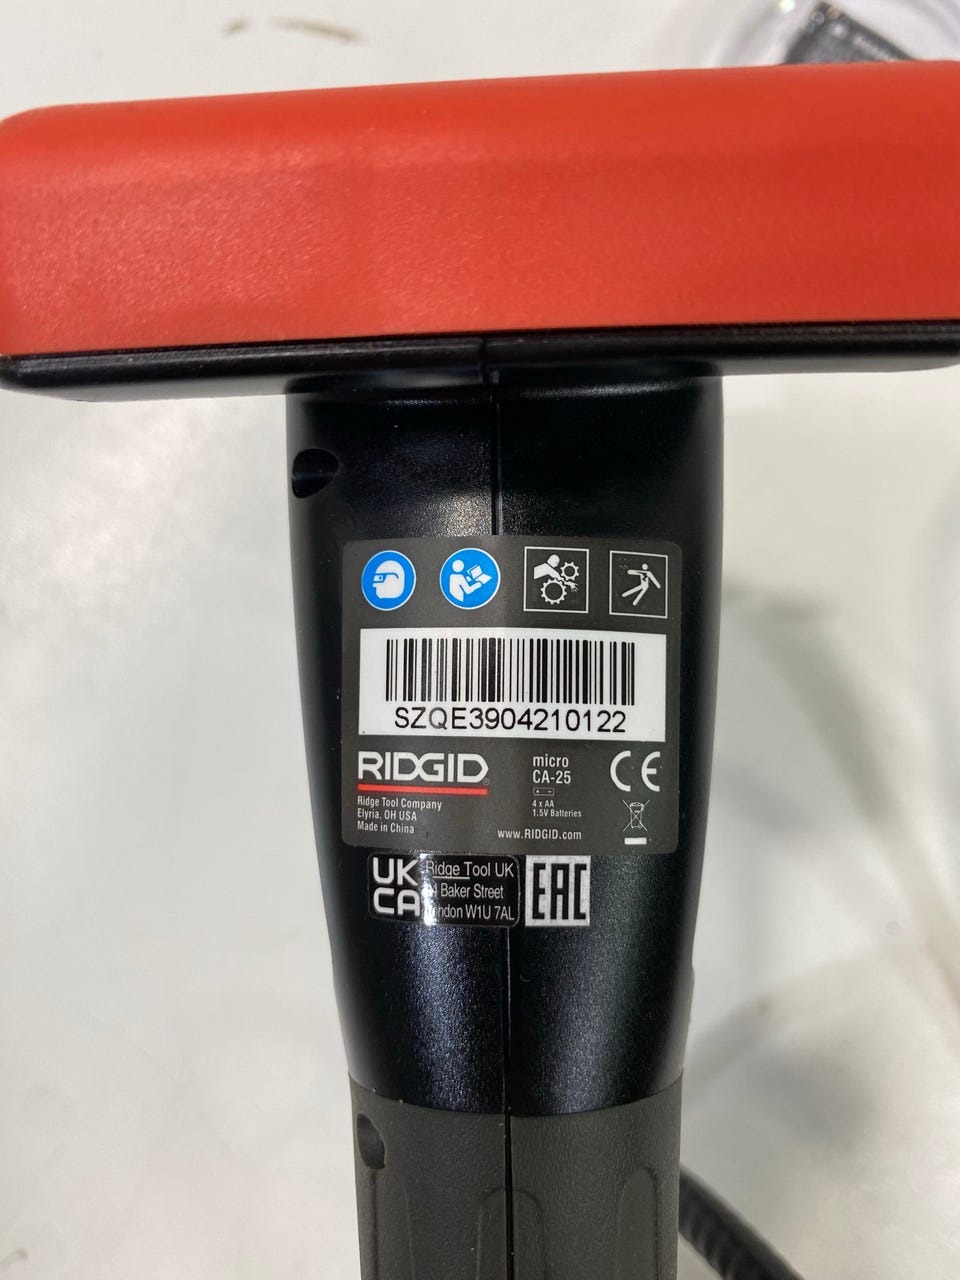 SZQE3904210122
RIDGID
micro
CA-25
4 x AA
1.5V Batteries
CE
Ridge Tool Company
Elyria, OH USA
Made in China
www.RIDGID.com
UK
CA
Ridge Tool UK
Baker Street
W1U 7AL
EAC